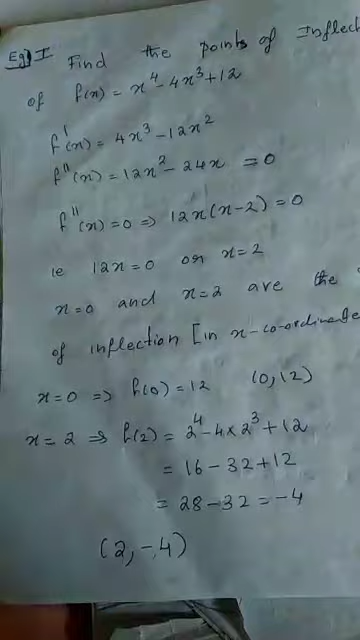 Eg) I Find the points of Inflec
of f(x) = x⁴ - 4x³ + 12
f'(x) = 4x³ - 12x²
f''(x) = 12x² - 24x = 0
f''(x) = 0 ⇒ 12x(x-2) = 0
ie 12x = 0 or x = 2
x = 0 and x = 2 are the
of inflection [in x-co-ordinate
x = 0 ⇒ f(0) = 12 (0, 12)
x = 2 ⇒ f(2) = 2⁴ - 4 × 2³ + 12
= 16 - 32 + 12
= 28 - 32 = -4
(2, -4)